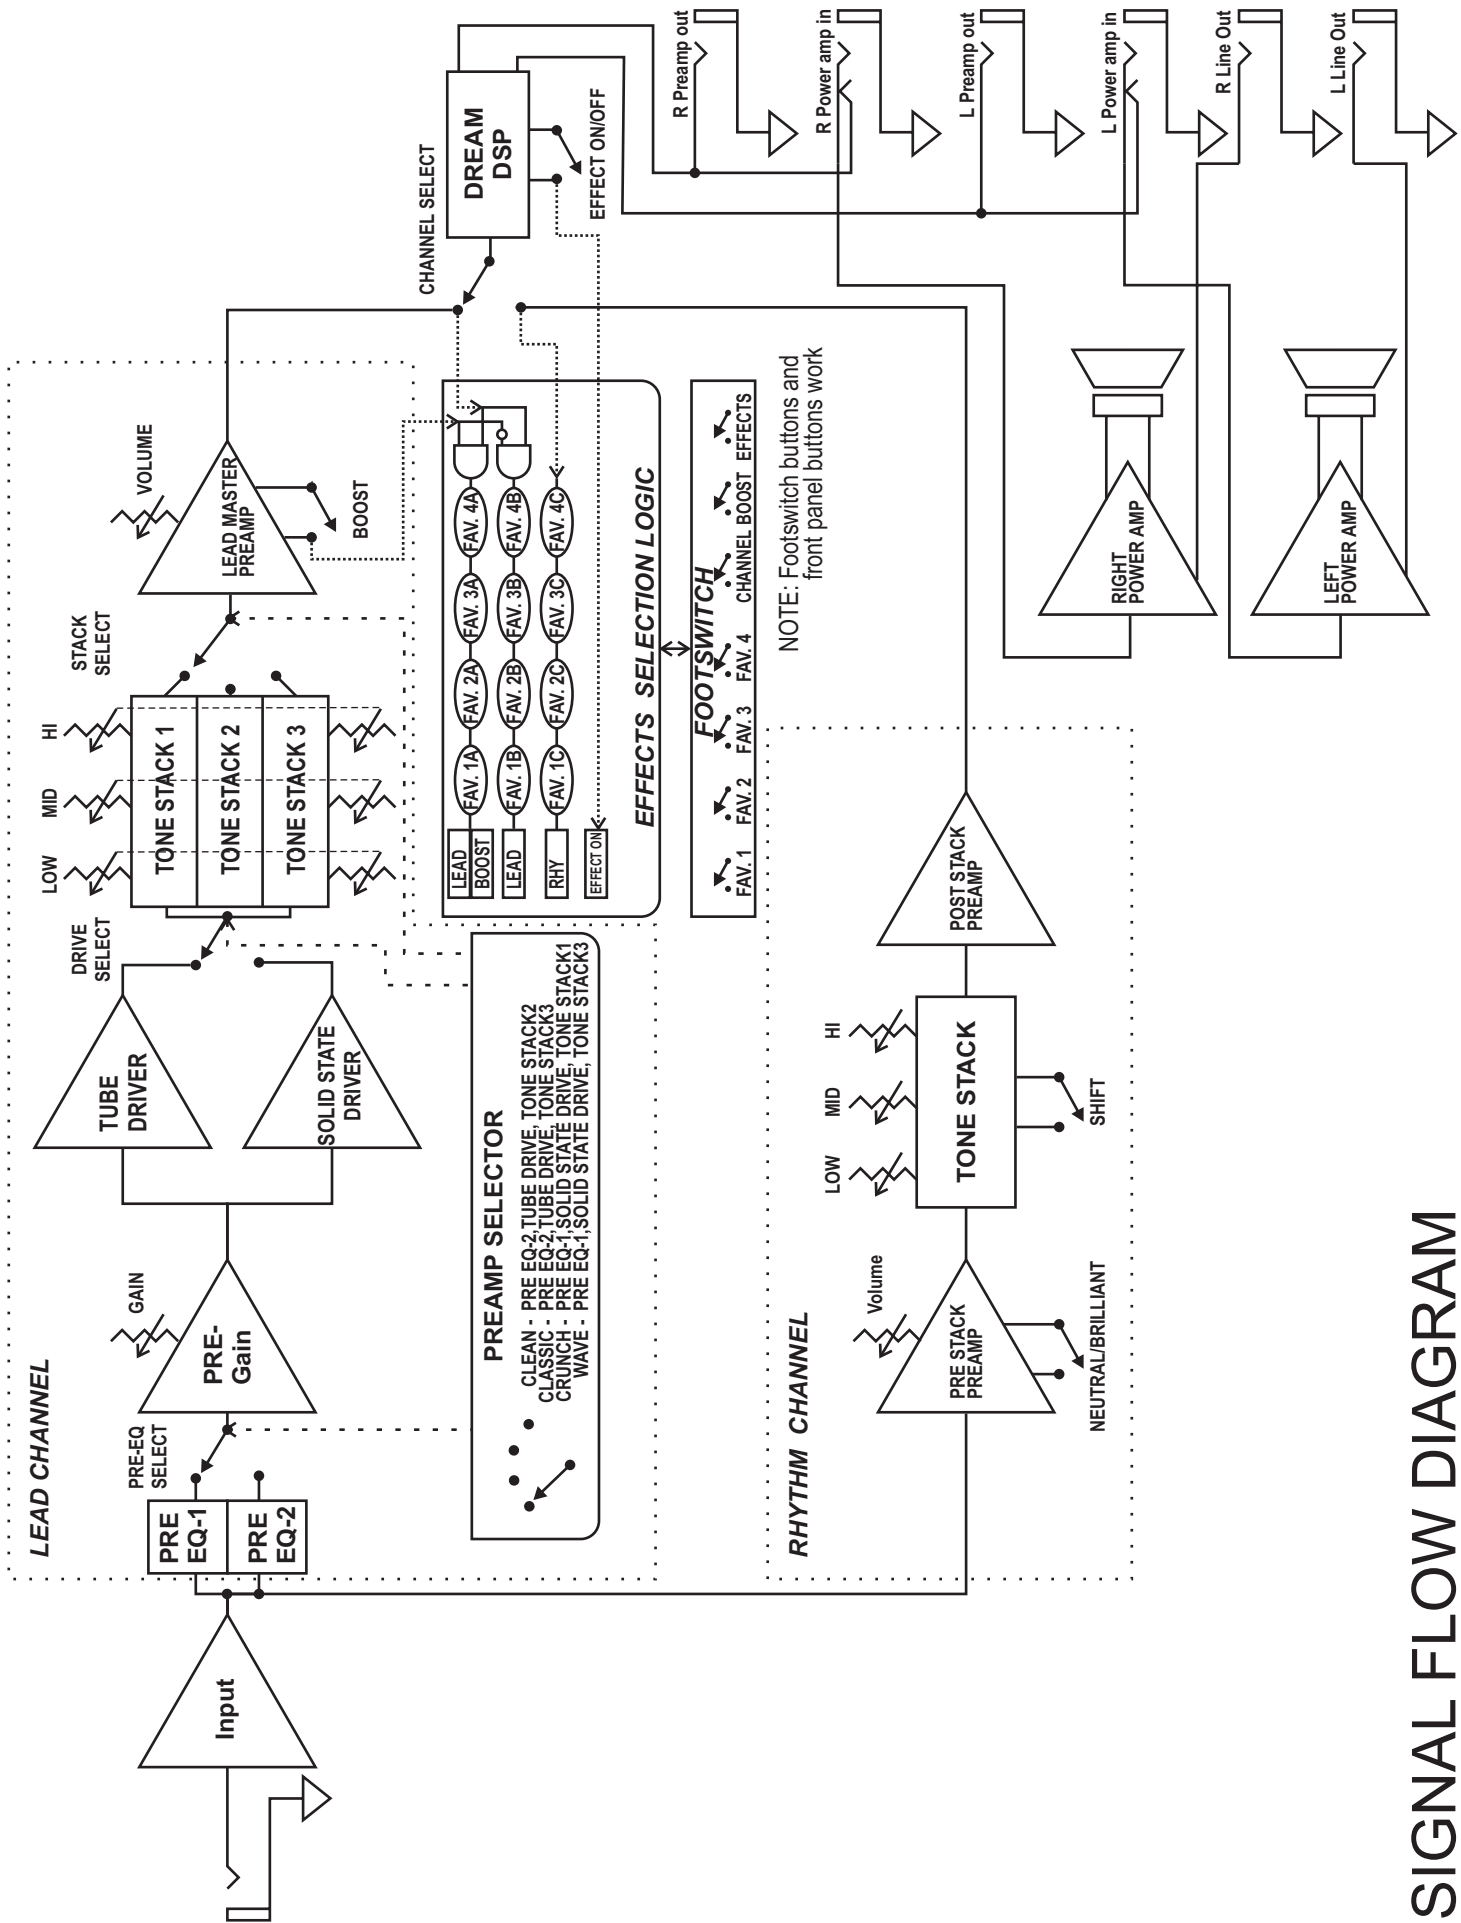 LEAD CHANNEL
Input
PRE
EQ-1
PRE
EQ-2
PRE-EQ
SELECT
GAIN
PRE-
Gain
TUBE
DRIVER
SOLID STATE
DRIVER
DRIVE
SELECT
LOW
MID
HI
TONE STACK 1
TONE STACK 2
TONE STACK 3
STACK
SELECT
VOLUME
LEAD MASTER
PREAMP
BOOST
PREAMP SELECTOR
CLEAN - PRE EQ-2,TUBE DRIVE, TONE STACK2
CLASSIC - PRE EQ-2,TUBE DRIVE, TONE STACK3
CRUNCH - PRE EQ-1,SOLID STATE DRIVE, TONE STACK1
WAVE - PRE EQ-1,SOLID STATE DRIVE, TONE STACK3
LEAD
BOOST
FAV. 1A
FAV. 2A
FAV. 3A
FAV. 4A
LEAD
FAV. 1B
FAV. 2B
FAV. 3B
FAV. 4B
RHY
FAV. 1C
FAV. 2C
FAV. 3C
FAV. 4C
EFFECT ON
EFFECTS SELECTION LOGIC
FOOTSWITCH
FAV. 1
FAV. 2
FAV. 3
FAV. 4
CHANNEL
BOOST
EFFECTS
NOTE: Footswitch buttons and
front panel buttons work
CHANNEL SELECT
DREAM
DSP
EFFECT ON/OFF
R Preamp out
R Power amp in
L Preamp out
L Power amp in
R Line Out
L Line Out
RHYTHM CHANNEL
Volume
PRE STACK
PREAMP
NEUTRAL/BRILLIANT
LOW
MID
HI
TONE STACK
SHIFT
POST STACK
PREAMP
RIGHT
POWER AMP
LEFT
POWER AMP
SIGNAL FLOW DIAGRAM